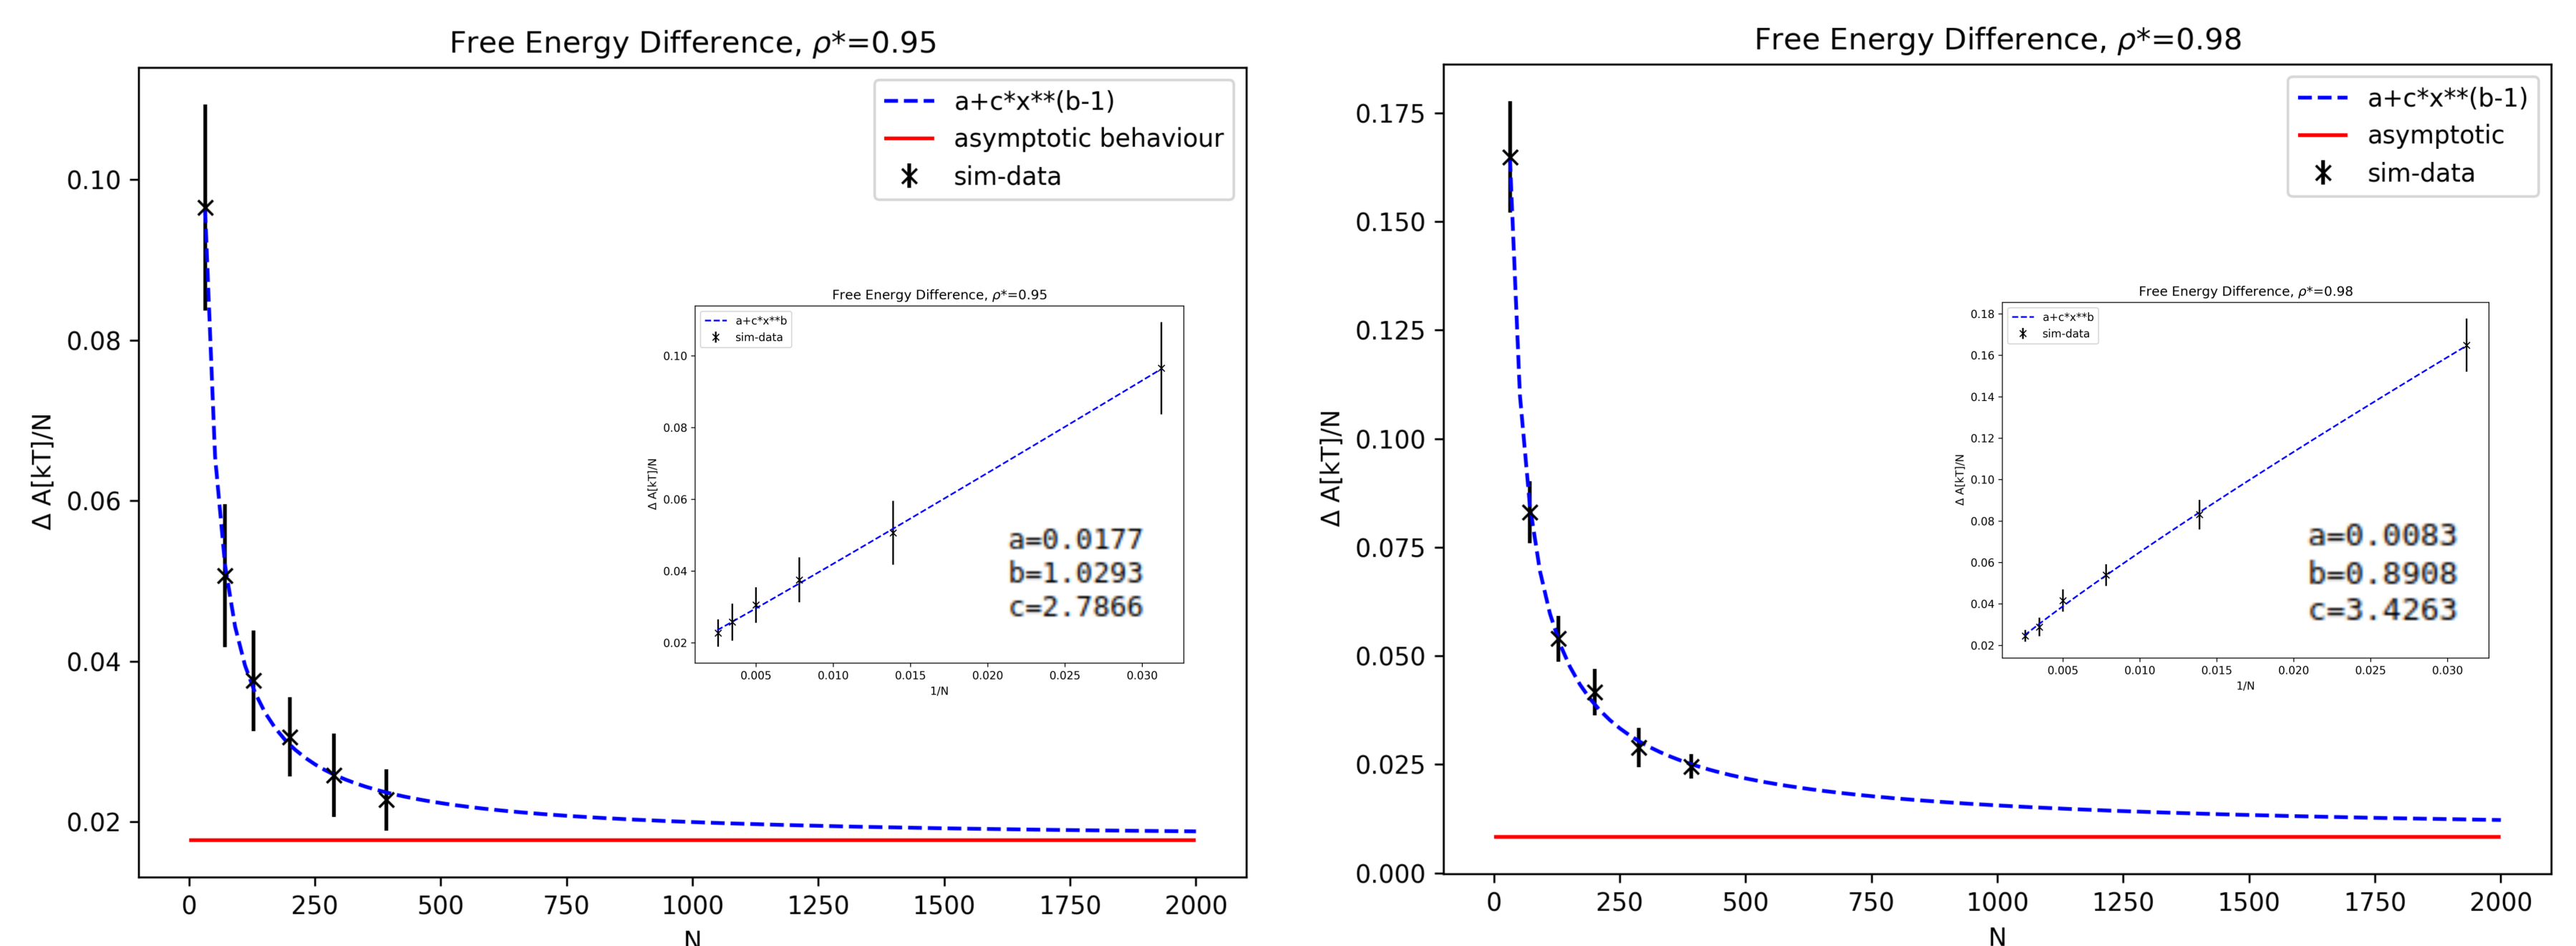 Free Energy Difference, ρ*=0.95
a+c*x**(b-1)
asymptotic behaviour
sim-data
0.10
0.08
0.06
0.04
0.02
Δ A[kT]/N
0
250
500
750
1000
1250
1500
1750
2000
N
Free Energy Difference, ρ*=0.95
a+c*x**b
sim-data
0.10
0.08
0.06
0.04
0.02
Δ A[kT]/N
a=0.0177
b=1.0293
c=2.7866
0.005
0.010
0.015
0.020
0.025
0.030
1/N
Free Energy Difference, ρ*=0.98
a+c*x**(b-1)
asymptotic
sim-data
0.175
0.150
0.125
0.100
0.075
0.050
0.025
0.000
Δ A[kT]/N
0
250
500
750
1000
1250
1500
1750
2000
N
Free Energy Difference, ρ*=0.98
a+c*x**b
sim-data
0.18
0.16
0.14
0.12
0.10
0.08
0.06
0.04
0.02
Δ A[kT]/N
a=0.0083
b=0.8908
c=3.4263
0.005
0.010
0.015
0.020
0.025
0.030
1/N